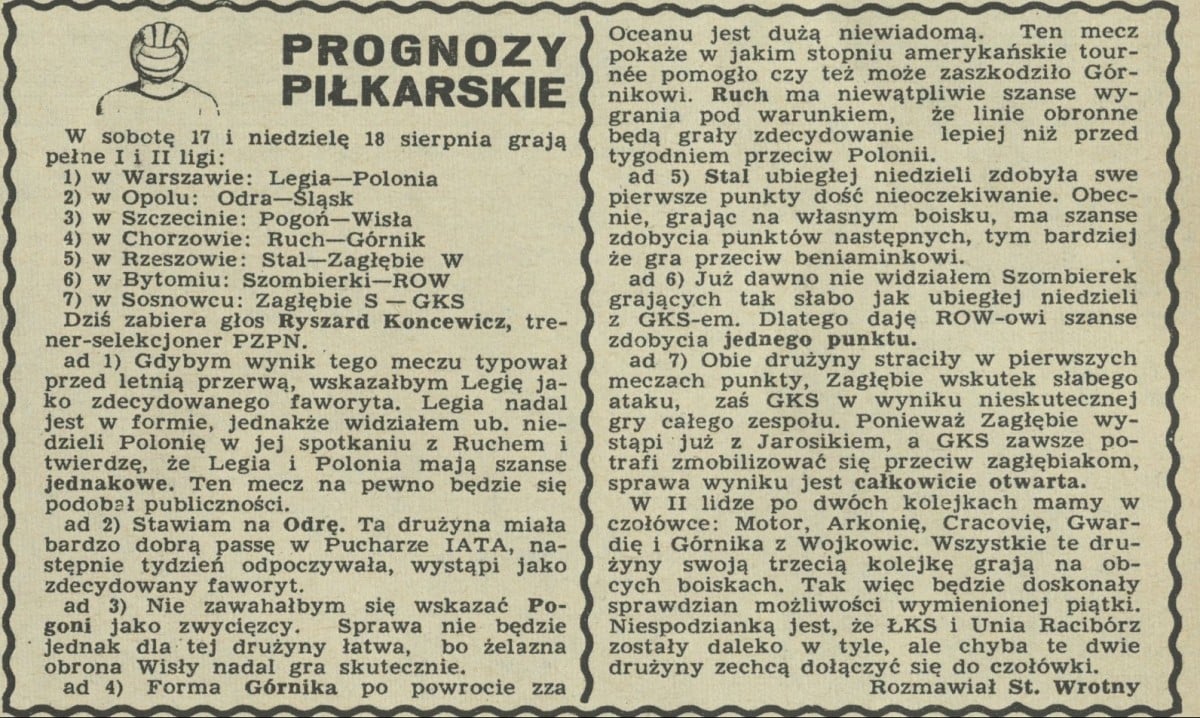 PROGNOZY
PIŁKARSKIE
W sobotę 17 i niedzielę 18 sierpnia grają
pełne I i II ligi:
1) w Warszawie: Legia—Polonia
2) w Opolu: Odra—Śląsk
3) w Szczecinie: Pogoń—Wisła
4) w Chorzowie: Ruch—Górnik
5) w Rzeszowie: Stal—Zagłębie W
6) w Bytomiu: Szombierki—ROW
7) w Sosnowcu: Zagłębie S — GKS
Dziś zabiera głos Ryszard Koncewicz, tre-
ner-selekcjoner PZPN.
ad 1) Gdybym wynik tego meczu typował
przed letnią przerwą, wskazałbym Legię ja-
ko zdecydowanego faworyta. Legia nadal
jest w formie, jednakże widziałem ub. nie-
dzieli Polonię w jej spotkaniu z Ruchem i
twierdzę, że Legia i Polonia mają szanse
jednakowe. Ten mecz na pewno będzie się
podobał publiczności.
ad 2) Stawiam na Odrę. Ta drużyna miała
bardzo dobrą passę w Pucharze IATA, na-
stępnie tydzień odpoczywała, wystąpi jako
zdecydowany faworyt.
ad 3) Nie zawahałbym się wskazać Po-
goni jako zwycięzcy. Sprawa nie będzie
jednak dla tej drużyny łatwa, bo żelazna
obrona Wisły nadal gra skutecznie.
ad 4) Forma Górnika po powrocie zza
Oceanu jest dużą niewiadomą. Ten mecz
pokaże w jakim stopniu amerykańskie tour-
née pomogło czy też może zaszkodziło Gór-
nikowi. Ruch ma niewątpliwie szanse wy-
grania pod warunkiem, że linie obronne
będą grały zdecydowanie lepiej niż przed
tygodniem przeciw Polonii.
ad 5) Stal ubiegłej niedzieli zdobyła swe
pierwsze punkty dość nieoczekiwanie. Obec-
nie, grając na własnym boisku, ma szanse
zdobycia punktów następnych, tym bardziej
że gra przeciw beniaminkowi.
ad 6) Już dawno nie widziałem Szombierek
grających tak słabo jak ubiegłej niedzieli
z GKS-em. Dlatego daję ROW-owi szanse
zdobycia jednego punktu.
ad 7) Obie drużyny straciły w pierwszych
meczach punkty, Zagłębie wskutek słabego
ataku, zaś GKS w wyniku nieskutecznej
gry całego zespołu. Ponieważ Zagłębie wy-
stąpi już z Jarosikiem, a GKS zawsze po-
trafi zmobilizować się przeciw zagłębiakom,
sprawa wyniku jest całkowicie otwarta.
W II lidze po dwóch kolejkach mamy w
czołówce: Motor, Arkonię, Cracovię, Gwar-
dię i Górnika z Wojkowic. Wszystkie te dru-
żyny swoją trzecią kolejkę grają na ob-
cych boiskach. Tak więc będzie doskonały
sprawdzian możliwości wymienionej piątki.
Niespodzianką jest, że ŁKS i Unia Racibórz
zostały daleko w tyle, ale chyba te dwie
drużyny zechcą dołączyć się do czołówki.
Rozmawiał St. Wrotny